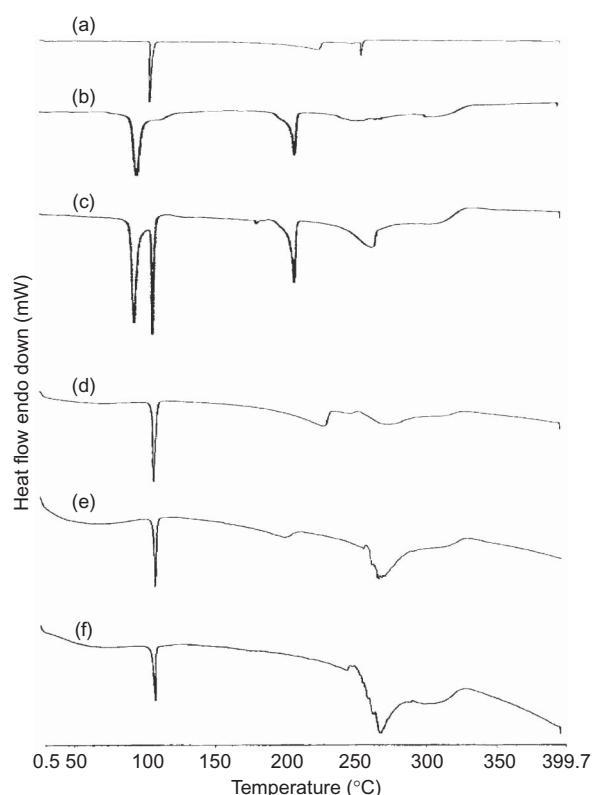 (a)
(b)
(c)
(d)
(e)
(f)
Heat flow endo down (mW)
0.5 50 100 150 200 250 300 350 399.7
Temperature (°C)